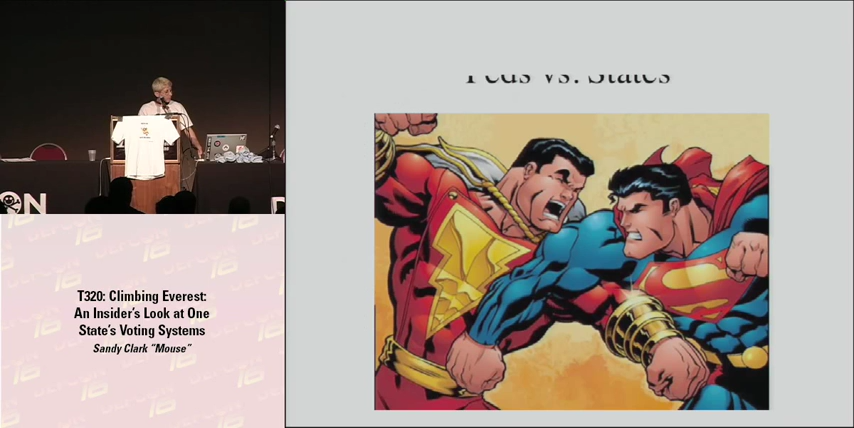 Feds vs. States
T320: Climbing Everest:
An Insider's Look at One
State's Voting Systems
Sandy Clark "Mouse"